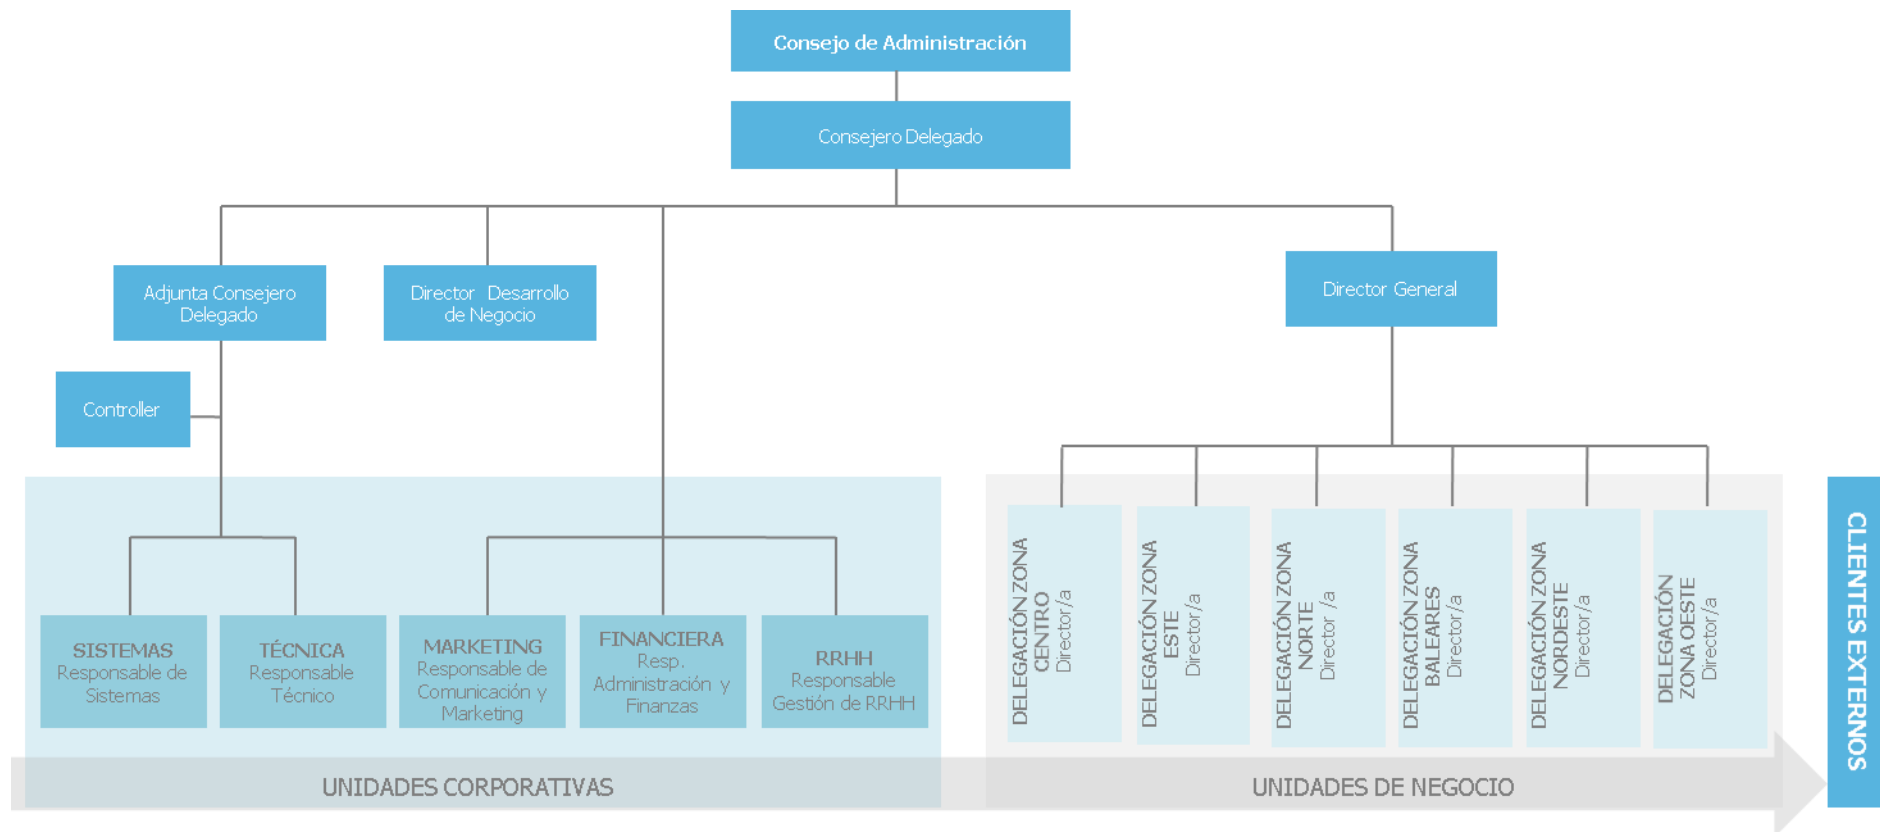 Consejo de Administración
Consejero Delegado
Adjunta Consejero
Delegado
Director Desarrollo
de Negocio
Director General
Controller
SISTEMAS
Responsable de
Sistemas
TÉCNICA
Responsable
Técnico
MARKETING
Responsable de
Comunicación y
Marketing
FINANCIERA
Resp.
Administración y
Finanzas
RRHH
Responsable
Gestión de RRHH
DELEGACIÓN ZONA
CENTRO
Director/a
DELEGACIÓN ZONA
ESTE
Director/a
DELEGACIÓN ZONA
NORTE
Director /a
DELEGACIÓN ZONA
BALEARES
Director/a
DELEGACIÓN ZONA
NORDESTE
Director/a
DELEGACIÓN
ZONA OESTE
Director/a
CLIENTES EXTERNOS
UNIDADES CORPORATIVAS
UNIDADES DE NEGOCIO